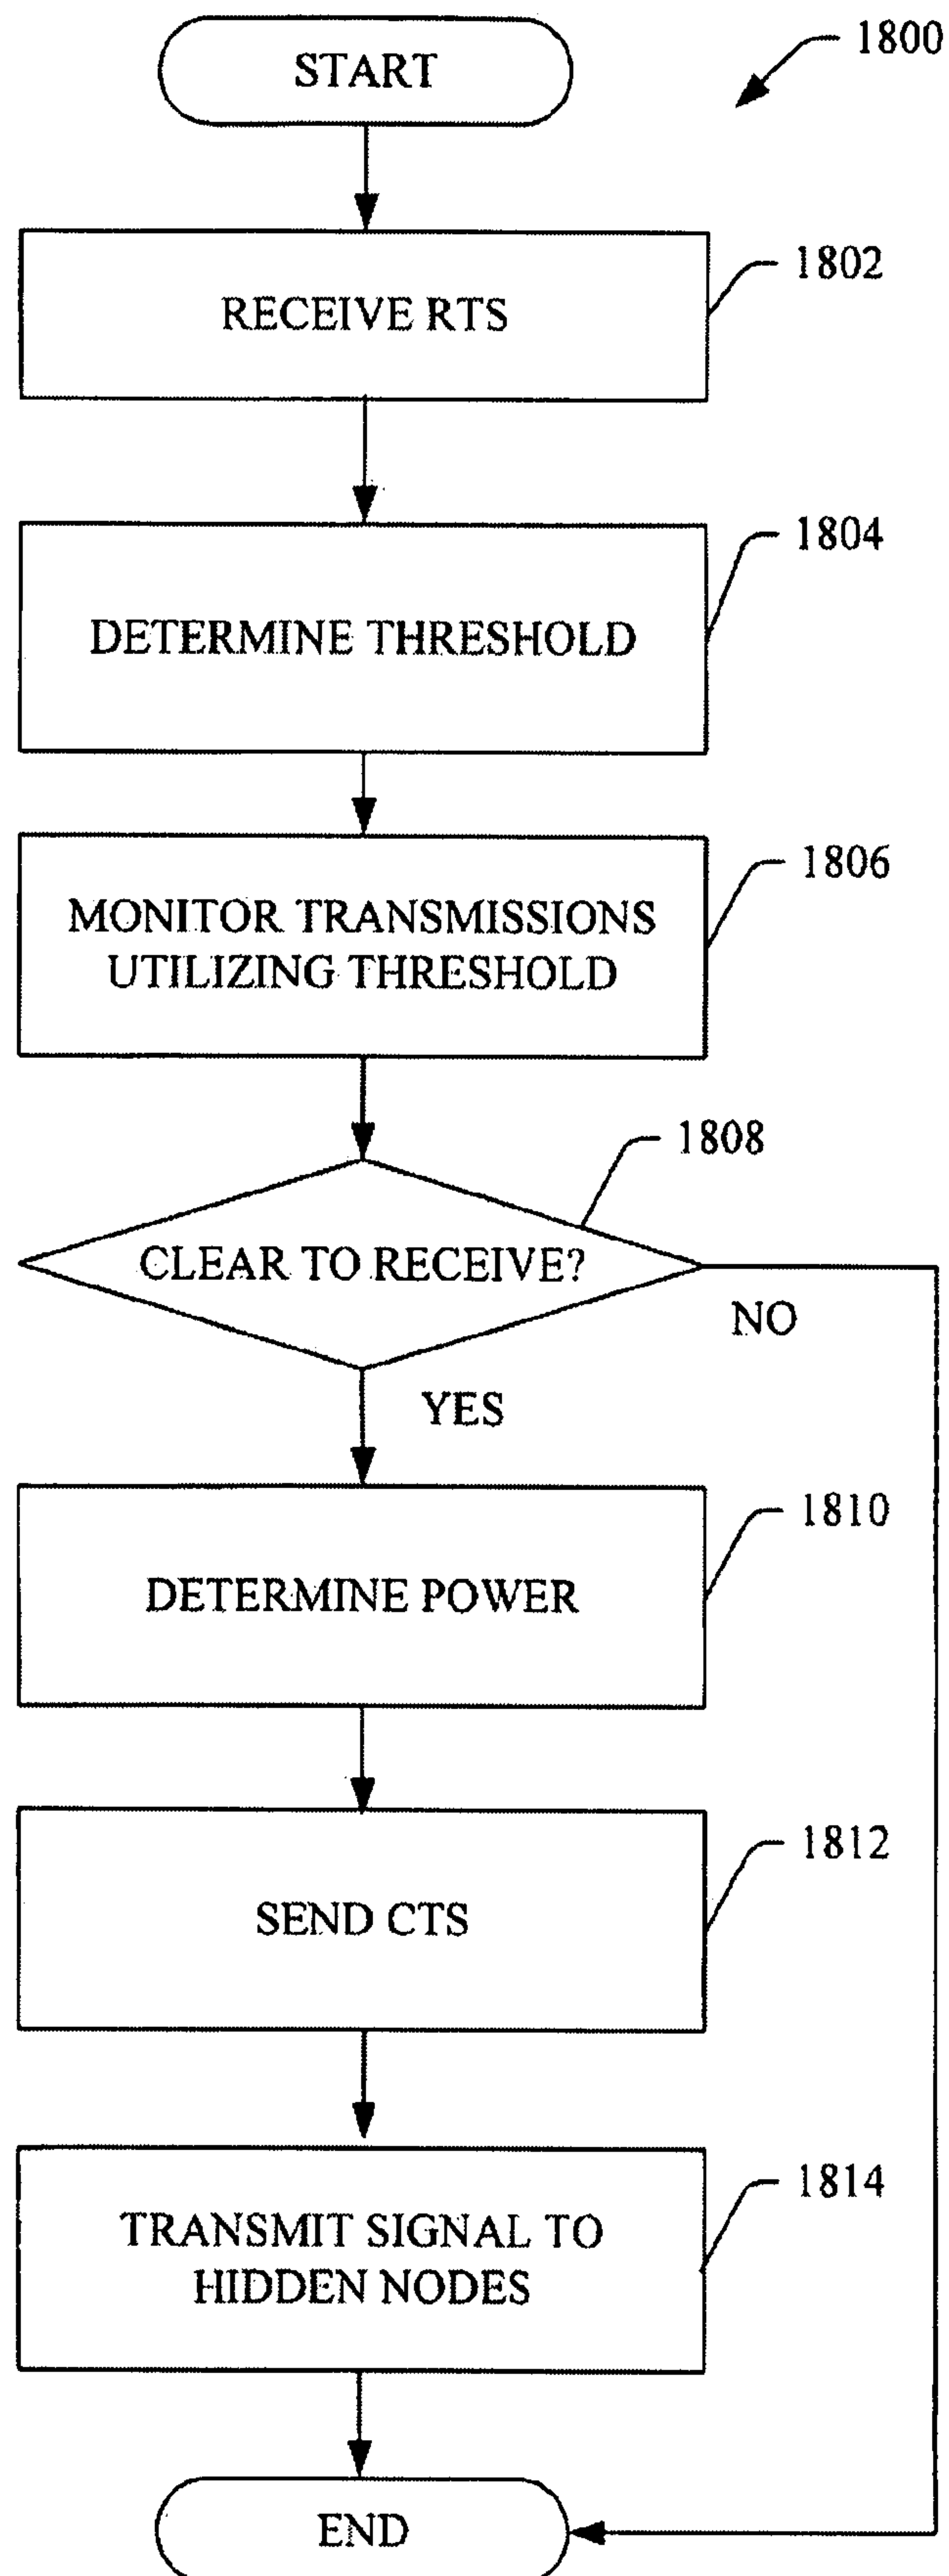 START
1800
RECEIVE RTS
1802
DETERMINE THRESHOLD
1804
MONITOR TRANSMISSIONS
UTILIZING THRESHOLD
1806
CLEAR TO RECEIVE?
1808
NO
YES
DETERMINE POWER
1810
SEND CTS
1812
TRANSMIT SIGNAL TO
HIDDEN NODES
1814
END